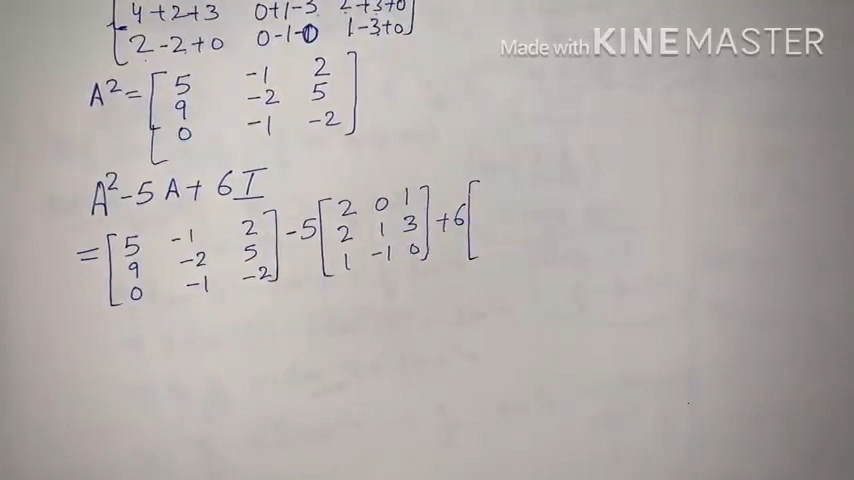 4+2+3 0+1-3 2+3+0
2-2+0 0-1-0 1-3+0
Made with KINEMASTER
A²= [ 5 -1 2
9 -2 5
0 -1 -2 ]
A²-5A+ 6I
= [ 5 -1 2 ] -5 [ 2 0 1 ] +6 [
9 -2 5 2 1 3
0 -1 -2 1 -1 0